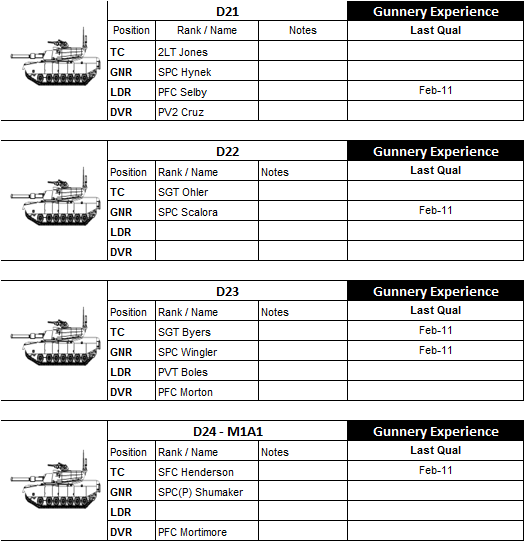 D21 Gunnery Experience
Position Rank / Name Notes Last Qual
TC 2LT Jones
GNR SPC Hynek
LDR PFC Selby Feb-11
DVR PV2 Cruz
D22 Gunnery Experience
Position Rank / Name Notes Last Qual
TC SGT Ohler
GNR SPC Scalora Feb-11
LDR
DVR
D23 Gunnery Experience
Position Rank / Name Notes Last Qual
TC SGT Byers Feb-11
GNR SPC Wingler Feb-11
LDR PVT Boles
DVR PFC Morton
D24 - M1A1 Gunnery Experience
Position Rank / Name Notes Last Qual
TC SFC Henderson Feb-11
GNR SPC(P) Shumaker
LDR
DVR PFC Mortimore